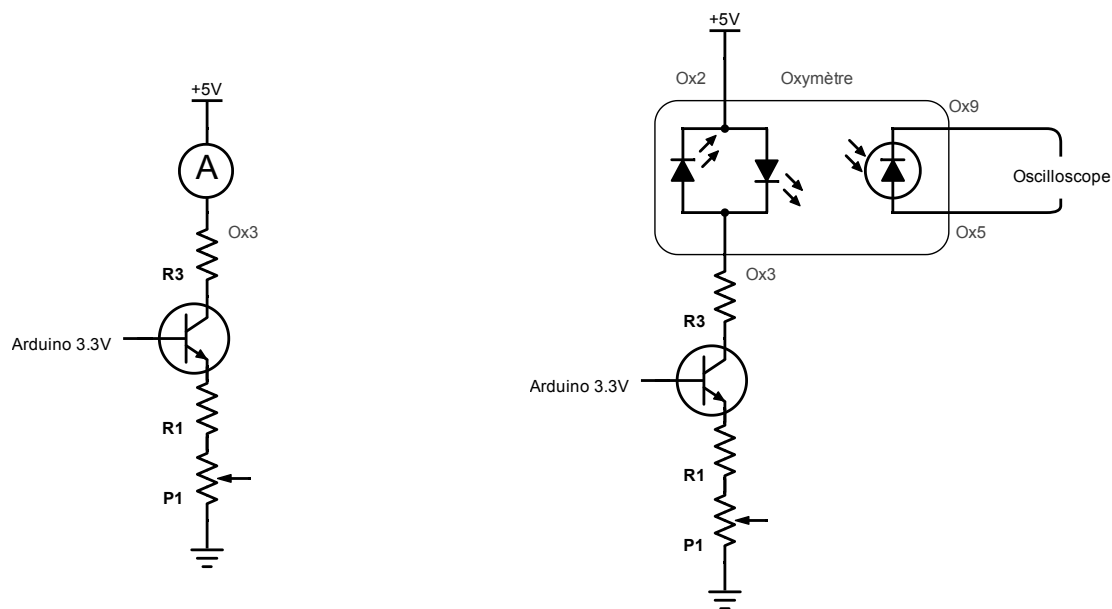 +5V
A
Ox3
R3
Arduino 3.3V
R1
P1
+5V
Ox2
Oxymètre
Ox9
Oscilloscope
Ox5
Ox3
R3
Arduino 3.3V
R1
P1